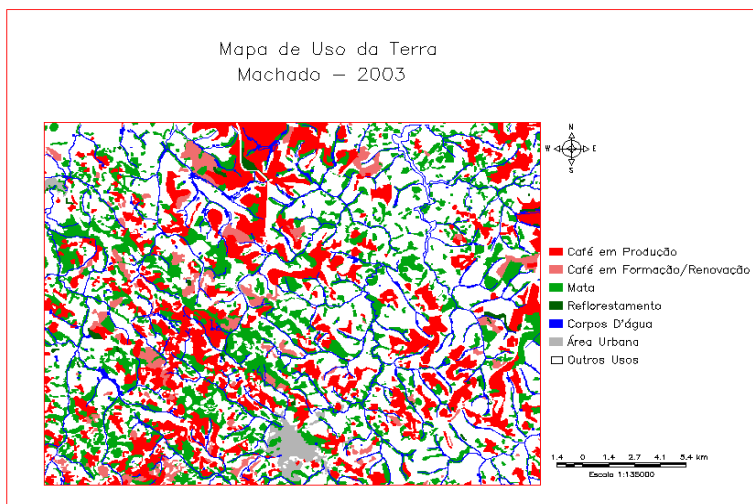 Mapa de Uso da Terra
Machado - 2003
N
W E
S
Café em Produção
Café em Formação/Renovação
Mata
Reflorestamento
Corpos D'água
Área Urbana
Outros Usos
1.4 0 1.4 2.7 4.1 5.4 km
Escala 1:135000